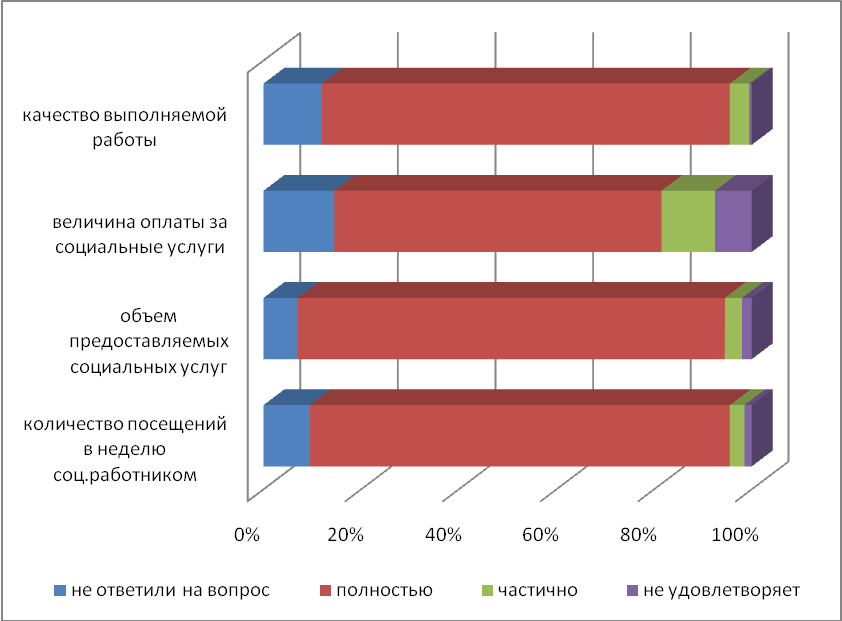 качество выполняемой
работы
величина оплаты за
социальные услуги
объем
предоставляемых
социальных услуг
количество посещений
в неделю
соц.работником
0% 20% 40% 60% 80% 100%
не ответили на вопрос полностью частично не удовлетворяет